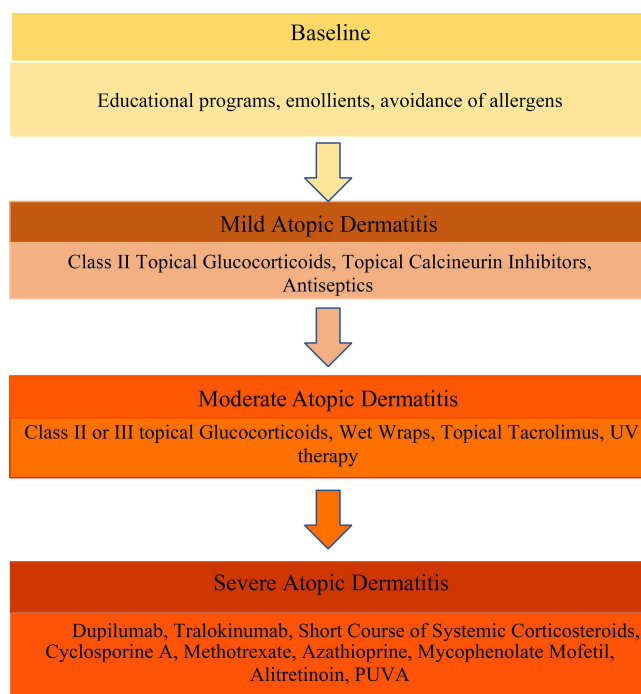 Baseline
Educational programs, emollients, avoidance of allergens
Mild Atopic Dermatitis
Class II Topical Glucocorticoids, Topical Calcineurin Inhibitors,
Antiseptics
Moderate Atopic Dermatitis
Class II or III topical Glucocorticoids, Wet Wraps, Topical Tacrolimus, UV
therapy
Severe Atopic Dermatitis
Dupilumab, Tralokinumab, Short Course of Systemic Corticosteroids,
Cyclosporine A, Methotrexate, Azathioprine, Mycophenolate Mofetil,
Alitretinoin, PUVA